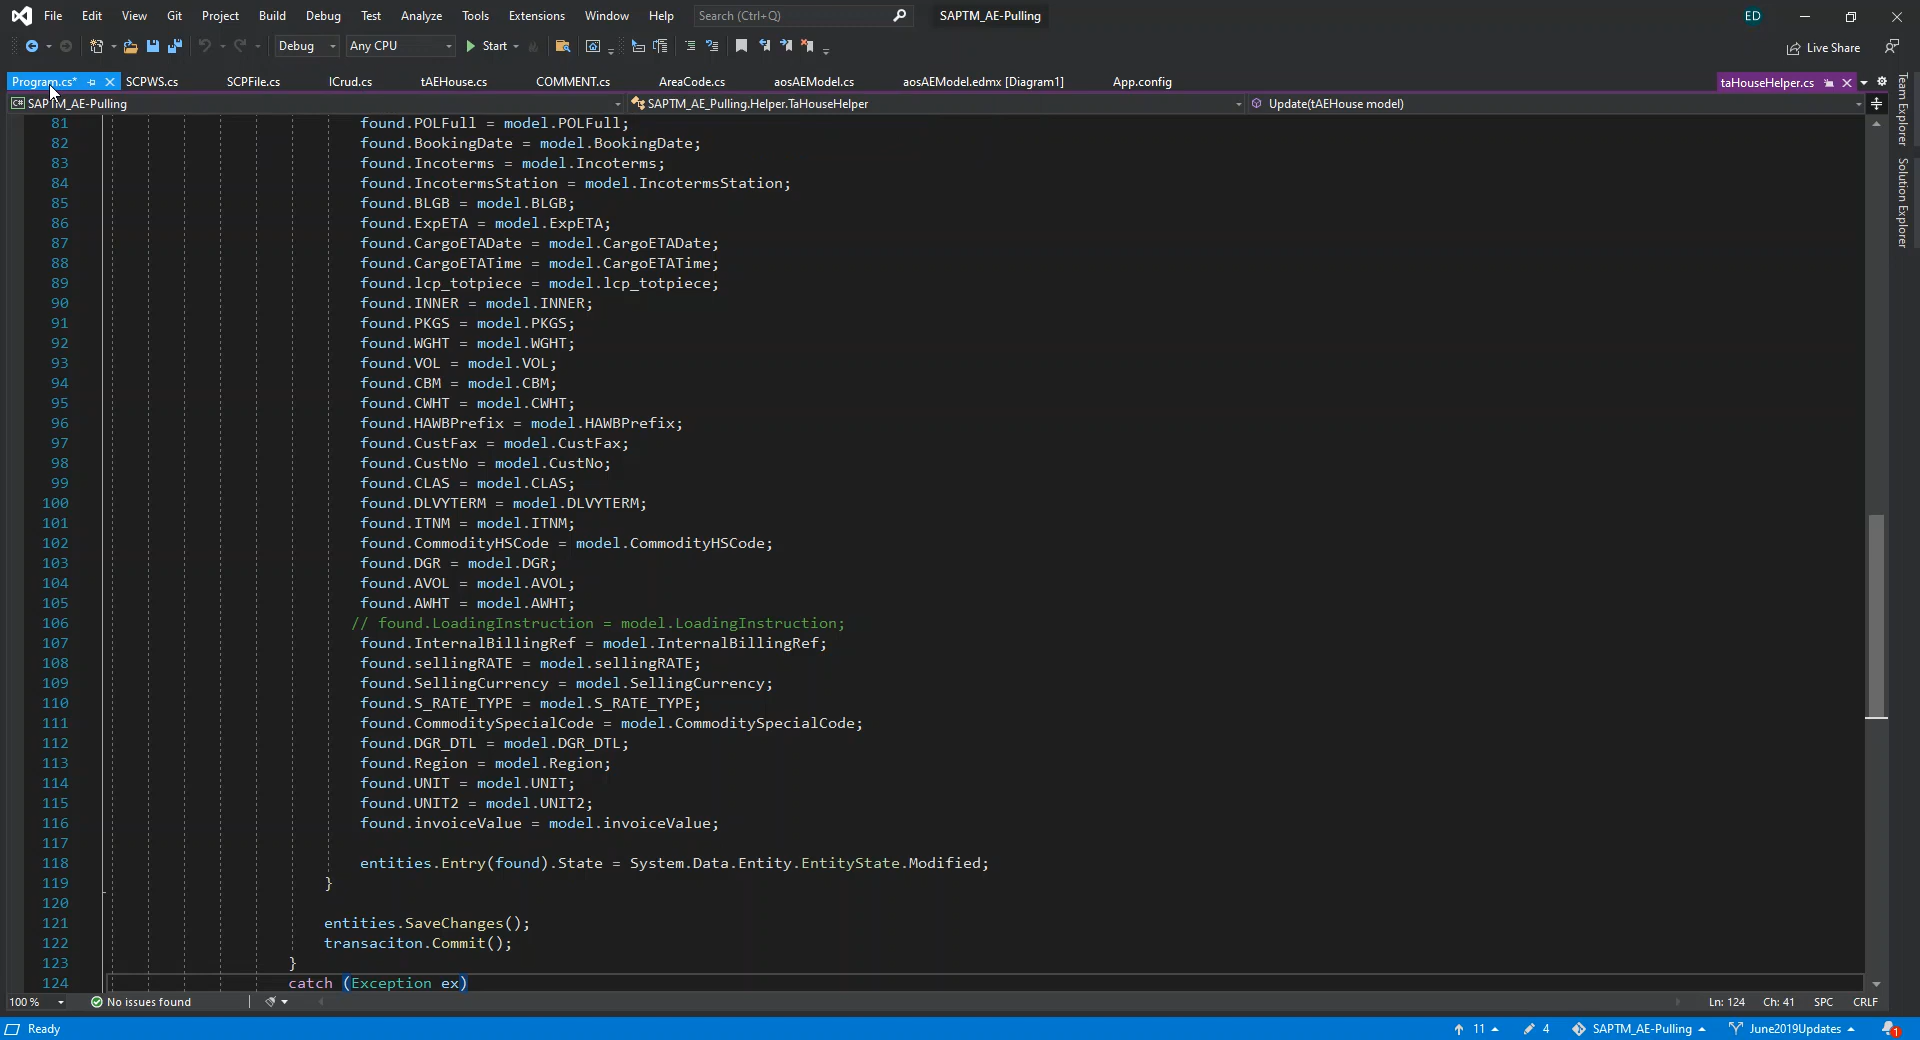 File Edit View Git Project Build Debug Test Analyze Tools Extensions Window Help Search (Ctrl+Q) SAPTM_AE-Pulling ED
Debug Any CPU Start Live Share
Program.cs* SCPWS.cs SCPFile.cs ICrud.cs tAEHouse.cs COMMENT.cs AreaCode.cs aosAEModel.cs aosAEModel.edmx [Diagram1] App.config taHouseHelper.cs
SAPTM_AE-Pulling SAPTM_AE_Pulling.Helper.TaHouseHelper Update(tAEHouse model)
81 found.POLFull = model.POLFull;
82 found.BookingDate = model.BookingDate;
83 found.Incoterms = model.Incoterms;
84 found.IncotermsStation = model.IncotermsStation;
85 found.BLGB = model.BLGB;
86 found.ExpETA = model.ExpETA;
87 found.CargoETADate = model.CargoETADate;
88 found.CargoETATime = model.CargoETATime;
89 found.lcp_totpiece = model.lcp_totpiece;
90 found.INNER = model.INNER;
91 found.PKGS = model.PKGS;
92 found.WGHT = model.WGHT;
93 found.VOL = model.VOL;
94 found.CBM = model.CBM;
95 found.CWHT = model.CWHT;
96 found.HAWBPrefix = model.HAWBPrefix;
97 found.CustFax = model.CustFax;
98 found.CustNo = model.CustNo;
99 found.CLAS = model.CLAS;
100 found.DLVYTERM = model.DLVYTERM;
101 found.ITNM = model.ITNM;
102 found.CommodityHSCode = model.CommodityHSCode;
103 found.DGR = model.DGR;
104 found.AVOL = model.AVOL;
105 found.AWHT = model.AWHT;
106 // found.LoadingInstruction = model.LoadingInstruction;
107 found.InternalBillingRef = model.InternalBillingRef;
108 found.sellingRATE = model.sellingRATE;
109 found.SellingCurrency = model.SellingCurrency;
110 found.S_RATE_TYPE = model.S_RATE_TYPE;
111 found.CommoditySpecialCode = model.CommoditySpecialCode;
112 found.DGR_DTL = model.DGR_DTL;
113 found.Region = model.Region;
114 found.UNIT = model.UNIT;
115 found.UNIT2 = model.UNIT2;
116 found.invoiceValue = model.invoiceValue;
117
118 entities.Entry(found).State = System.Data.Entity.EntityState.Modified;
119 }
120
121 entities.SaveChanges();
122 transaciton.Commit();
123 }
124 catch (Exception ex)
Team Explorer
Solution Explorer
100 % No issues found Ln: 124 Ch: 41 SPC CRLF
Ready 11 4 SAPTM_AE-Pulling June2019Updates 1